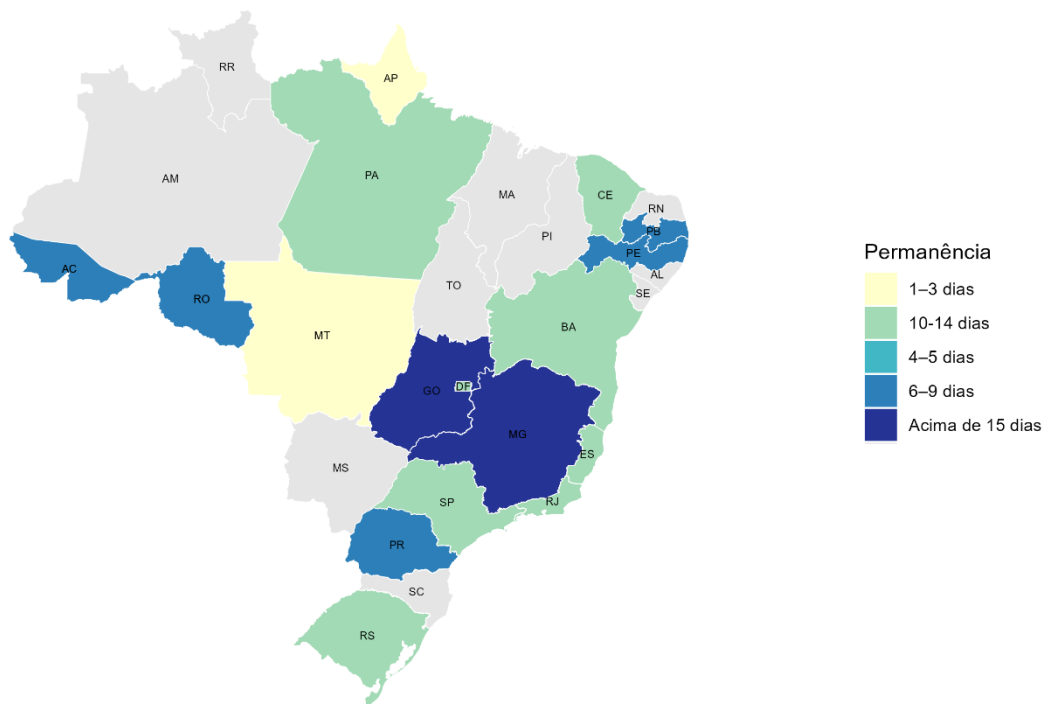 RR
AP
AM
PA
MA
CE
RN
PB
PI
PE
AL
SE
AC
RO
TO
BA
MT
GO
DF
MG
MS
ES
SP
RJ
PR
SC
RS
Permanência
1–3 dias
10-14 dias
4–5 dias
6–9 dias
Acima de 15 dias